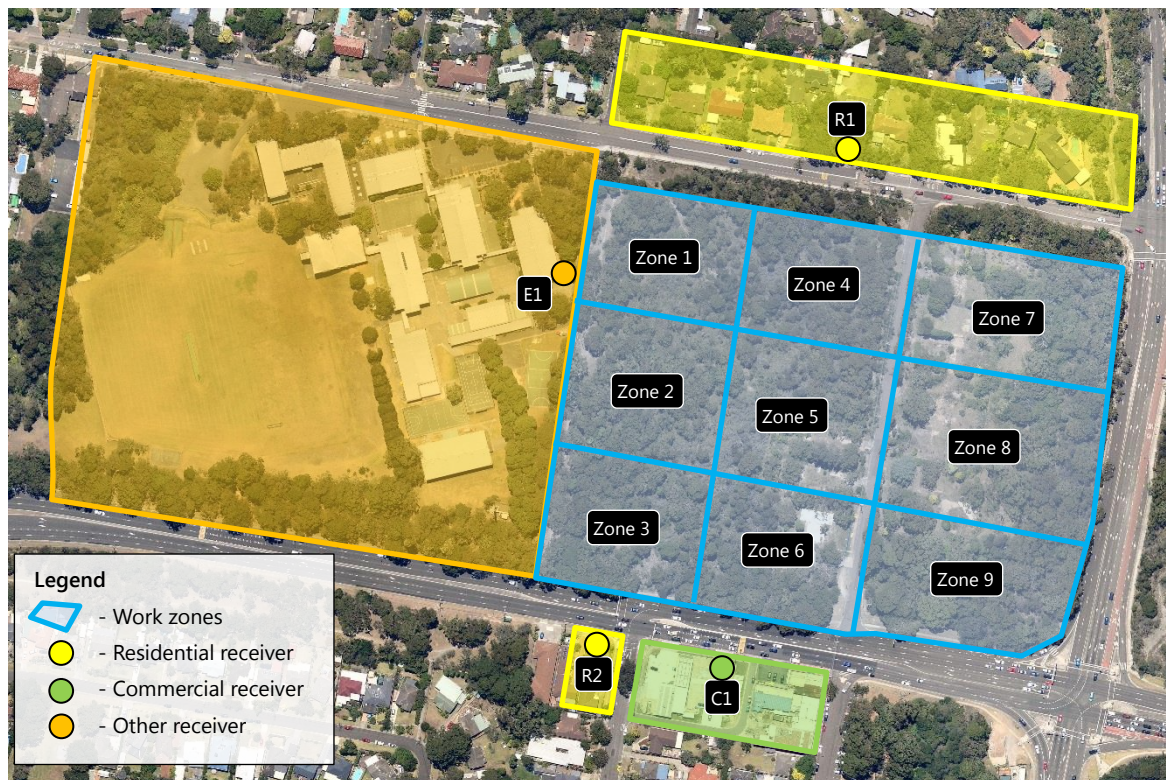 R1
Zone 1
Zone 4
E1
Zone 7
Zone 2
Zone 5
Zone 8
Zone 3
Zone 6
Zone 9
R2
C1
Legend
- Work zones
- Residential receiver
- Commercial receiver
- Other receiver